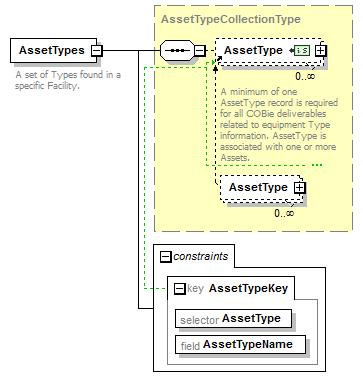 AssetTypeCollectionType
AssetTypes
AssetType
A set of Types found in a
specific Facility.
0..∞
A minimum of one
AssetType record is required
for all COBie deliverables
related to equipment Type
information. AssetType is
associated with one or more
Assets.
AssetType
0..∞
constraints
key AssetTypeKey
selector AssetType
field AssetTypeName